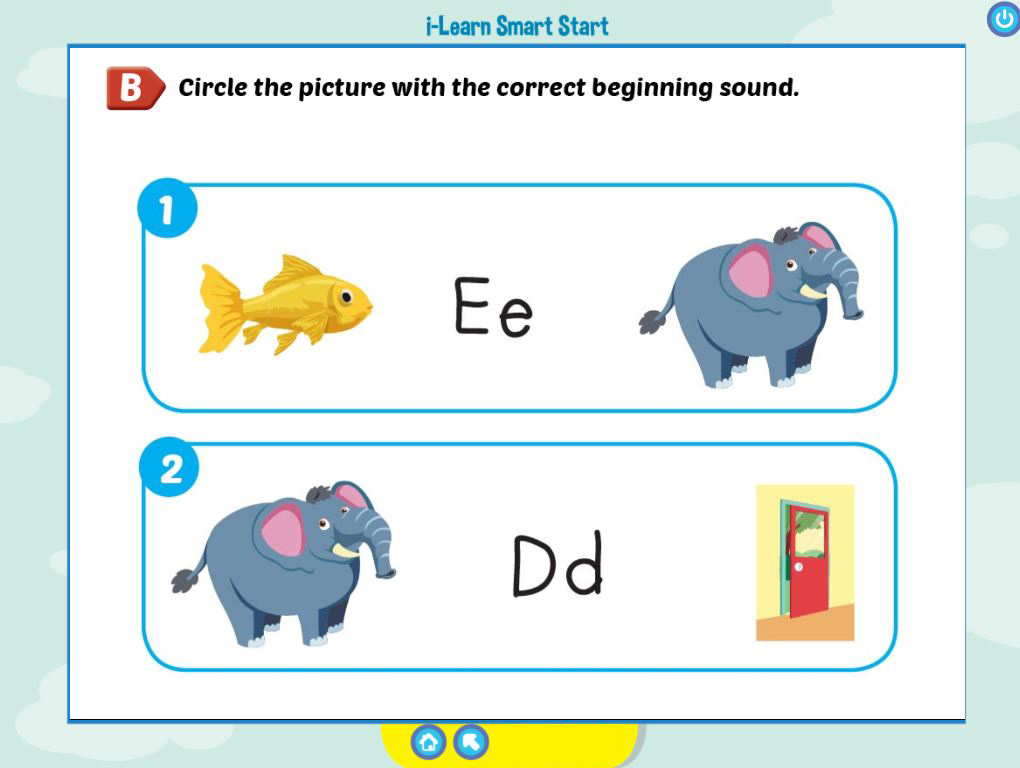 i-Learn Smart Start
B Circle the picture with the correct beginning sound.
1
Ee
2
Dd